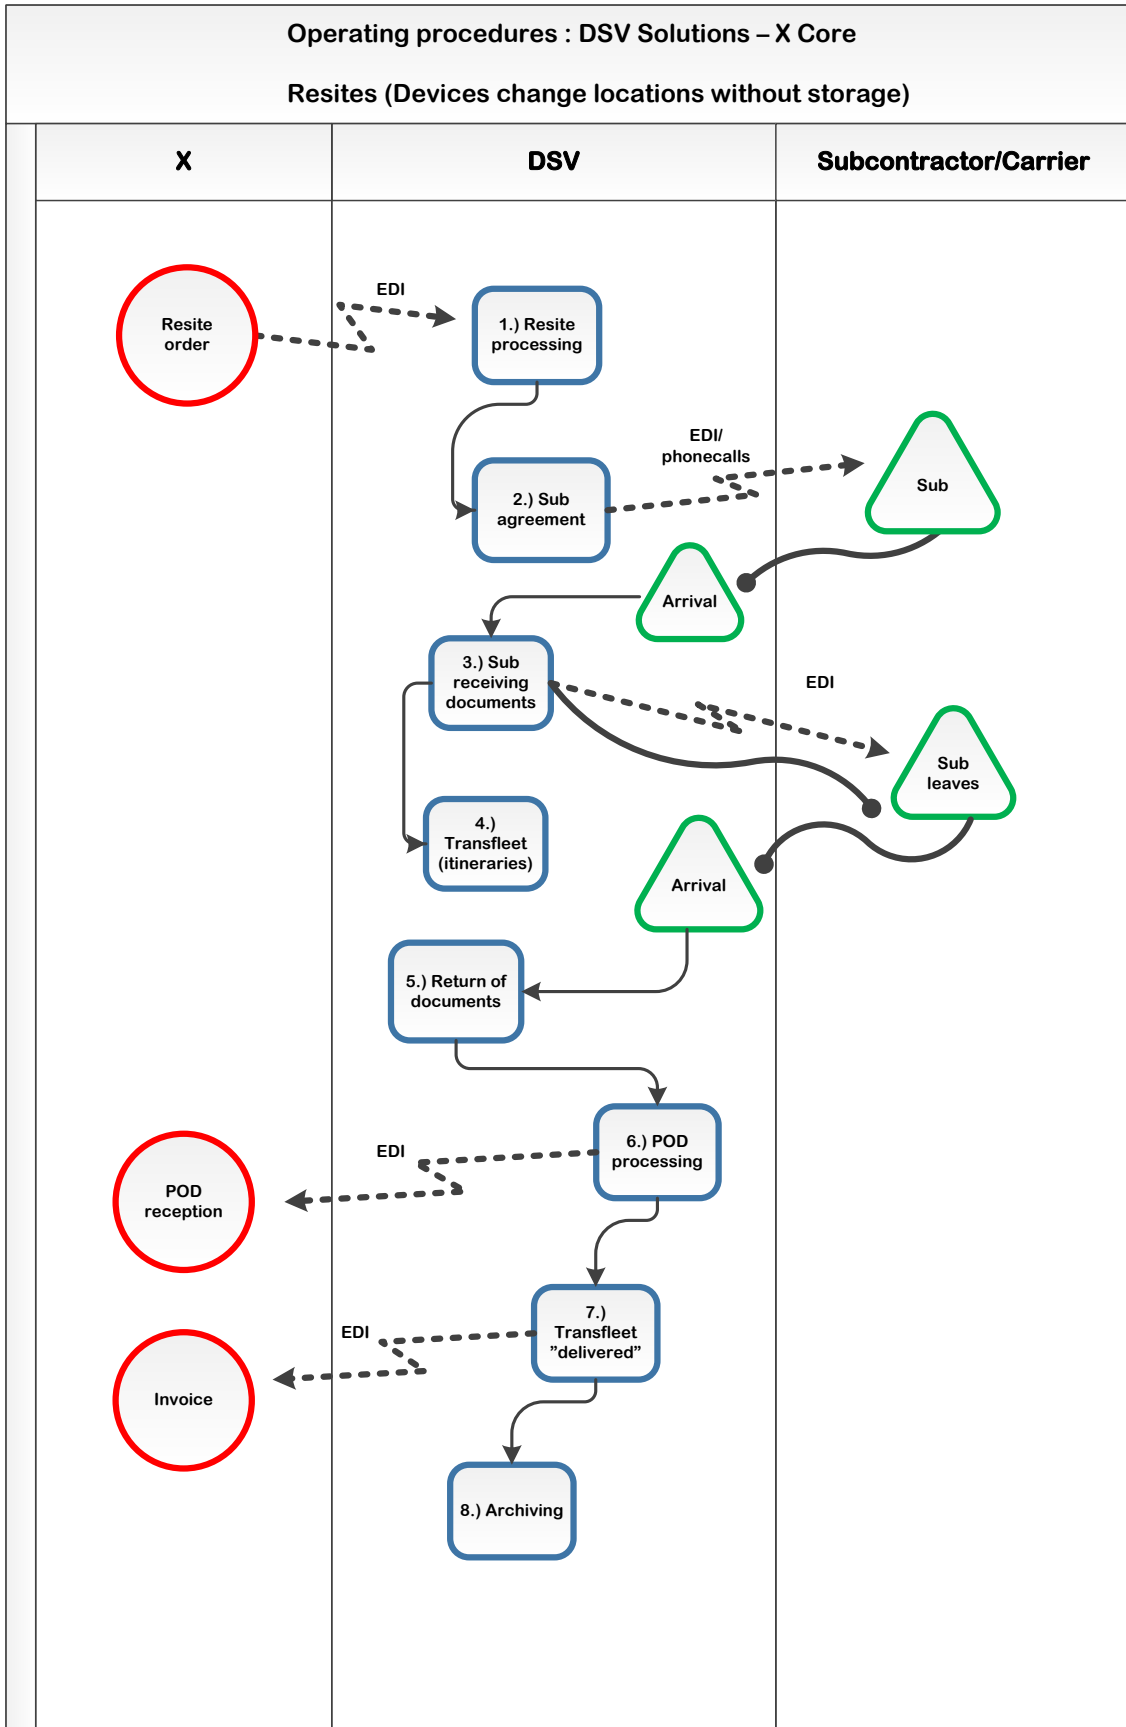 Operating procedures : DSV Solutions – X Core
Resites (Devices change locations without storage)
X
DSV
Subcontractor/Carrier
EDI
Resite
order
1.) Resite
processing
EDI/
phonecalls
Sub
2.) Sub
agreement
Arrival
3.) Sub
receiving
documents
EDI
Sub
leaves
4.)
Transfleet
(itineraries)
Arrival
5.) Return of
documents
6.) POD
processing
EDI
POD
reception
7.)
Transfleet
”delivered”
EDI
Invoice
8.) Archiving